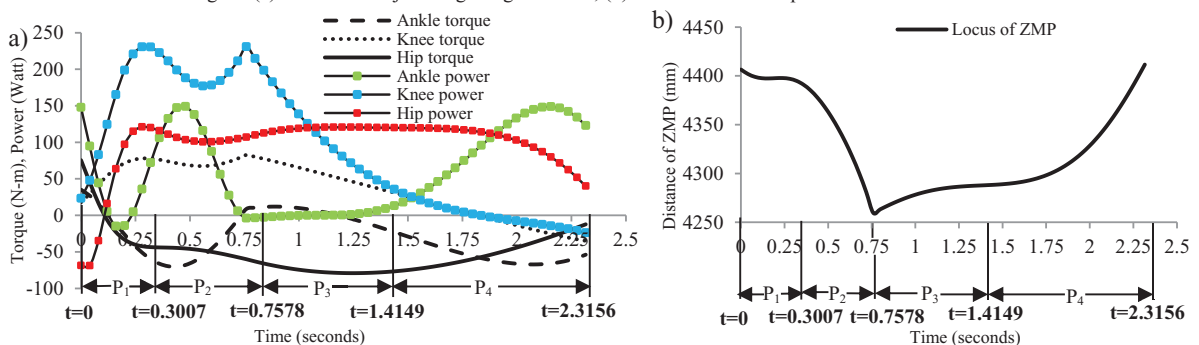 a)
Torque (N-m), Power (Watt)
250
200
150
100
50
0
-50
-100
Ankle torque
Knee torque
Hip torque
Ankle power
Knee power
Hip power
0 0.25 0.5 0.75 1 1.25 1.5 1.75 2 2.25 2.5
P1 P2 P3 P4
t=0 t=0.3007 t=0.7578 t=1.4149 t=2.3156
Time (seconds)
b)
Distance of ZMP (mm)
4450
4400
4350
4300
4250
Locus of ZMP
0 0.25 0.5 0.75 1 1.25 1.5 1.75 2 2.25 2.5
P1 P2 P3 P4
t=0 t=0.3007 t=0.7578 t=1.4149 t=2.3156
Time (seconds)